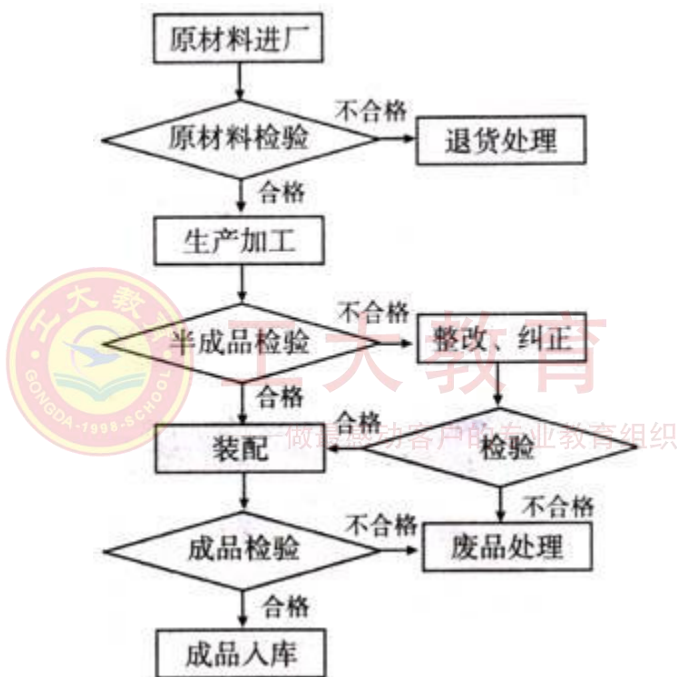 原材料进厂
不合格
原材料检验
退货处理
合格
生产加工
不合格
半成品检验
整改、纠正
合格
合格
装配
检验
不合格
不合格
成品检验
废品处理
合格
成品入库
工大教育
GONGDA-1998-SCHOOL
工大教育
做最感动客户的专业教育组织